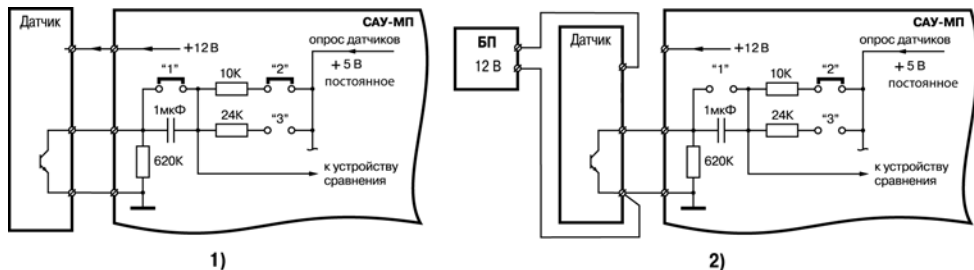 Датчик
САУ-МП
+12 В
опрос датчиков
+ 5 В
постоянное
"1"
10К
"2"
1мкФ
24К
"3"
620К
к устройству
сравнения
1)
БП
12 В
Датчик
САУ-МП
+12 В
опрос датчиков
+ 5 В
постоянное
"1"
10К
"2"
1мкФ
24К
"3"
620К
к устройству
сравнения
2)